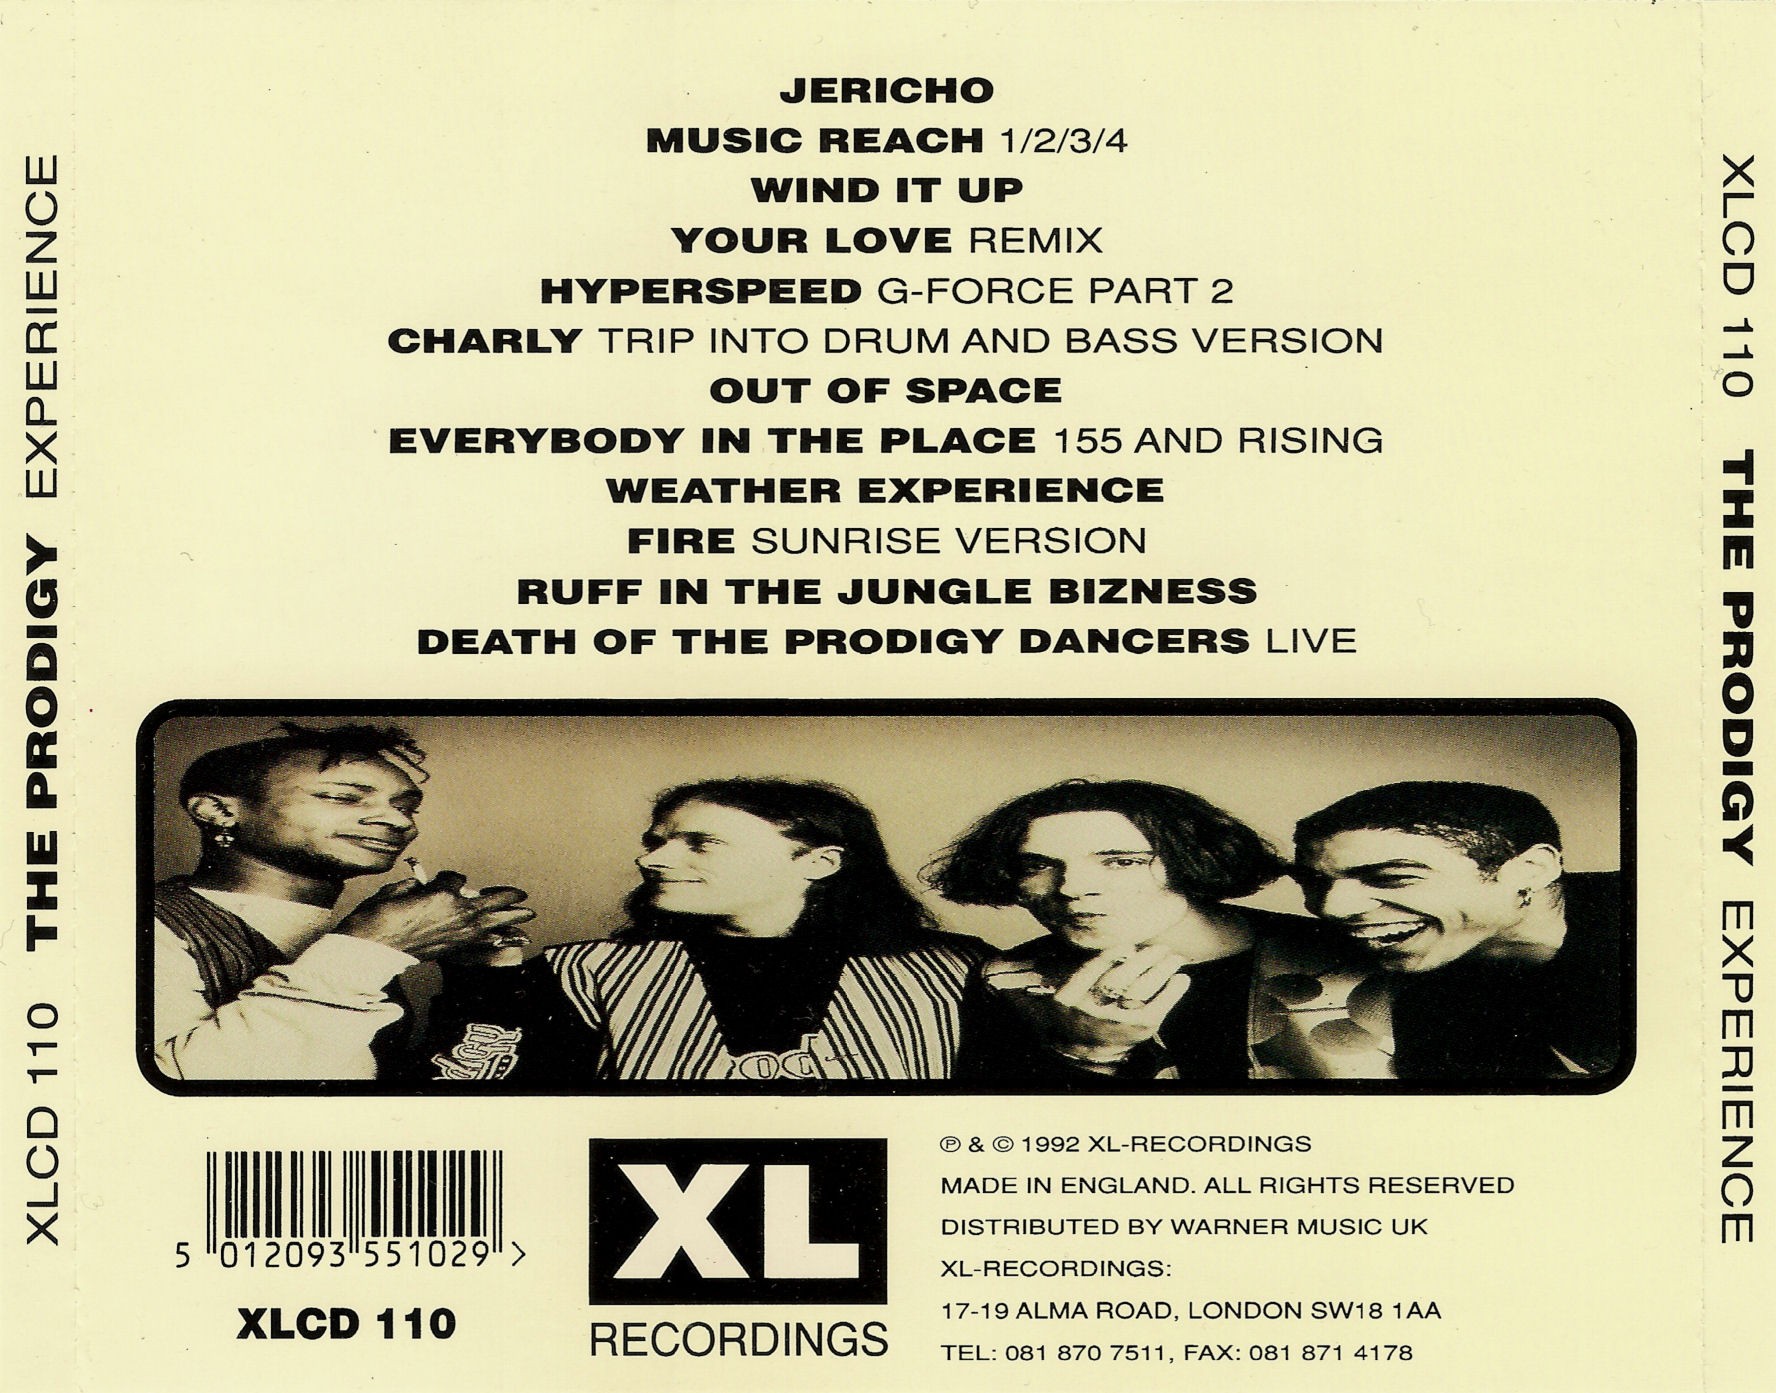 JERICHO
MUSIC REACH 1/2/3/4
WIND IT UP
YOUR LOVE REMIX
HYPERSPEED G-FORCE PART 2
CHARLY TRIP INTO DRUM AND BASS VERSION
OUT OF SPACE
EVERYBODY IN THE PLACE 155 AND RISING
WEATHER EXPERIENCE
FIRE SUNRISE VERSION
RUFF IN THE JUNGLE BIZNESS
DEATH OF THE PRODIGY DANCERS LIVE
XLCD 110 THE PRODIGY EXPERIENCE
XLCD 110 THE PRODIGY EXPERIENCE
5 012093 551029 >
XLCD 110
XL
RECORDINGS
℗ & © 1992 XL-RECORDINGS
MADE IN ENGLAND. ALL RIGHTS RESERVED
DISTRIBUTED BY WARNER MUSIC UK
XL-RECORDINGS:
17-19 ALMA ROAD, LONDON SW18 1AA
TEL: 081 870 7511, FAX: 081 871 4178